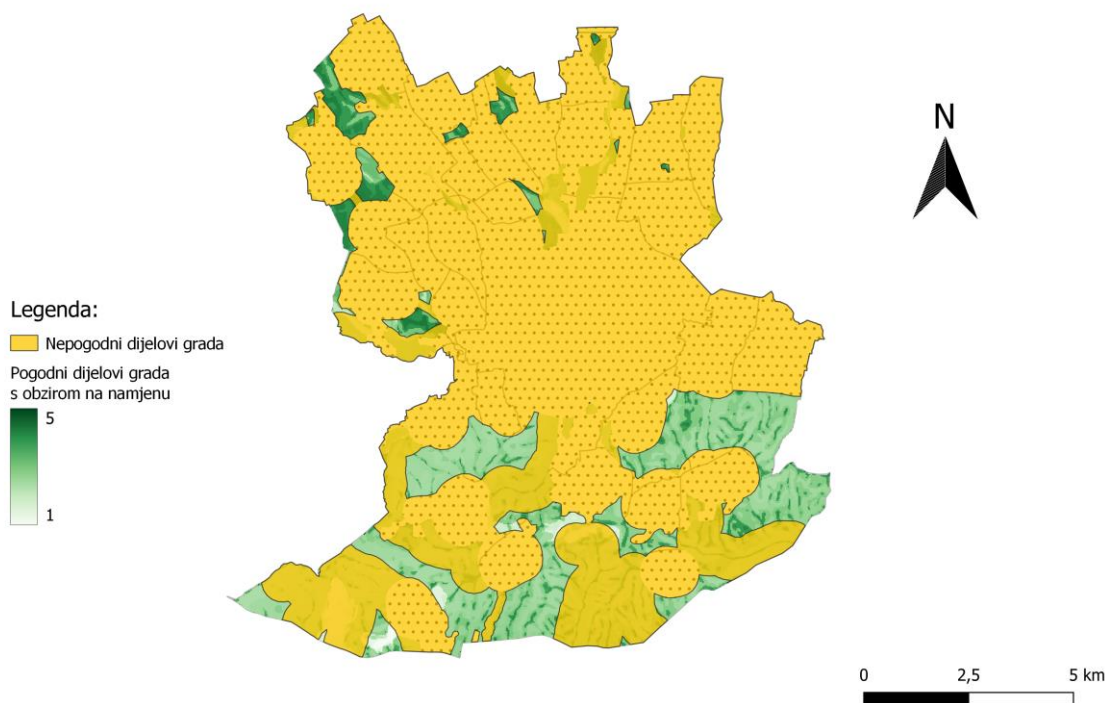 N
Legenda:
Nepogodni dijelovi grada
Pogodni dijelovi grada
s obzirom na namjenu
5
1
0 2,5 5 km